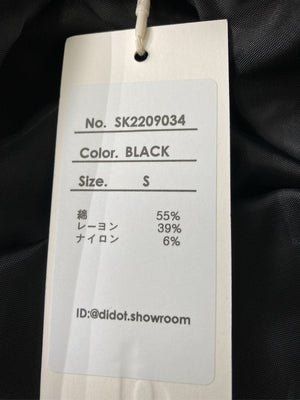 No. SK2209034
Color. BLACK
Size. S
綿 55%
レーヨン 39%
ナイロン 6%
ID:@didot.showroom